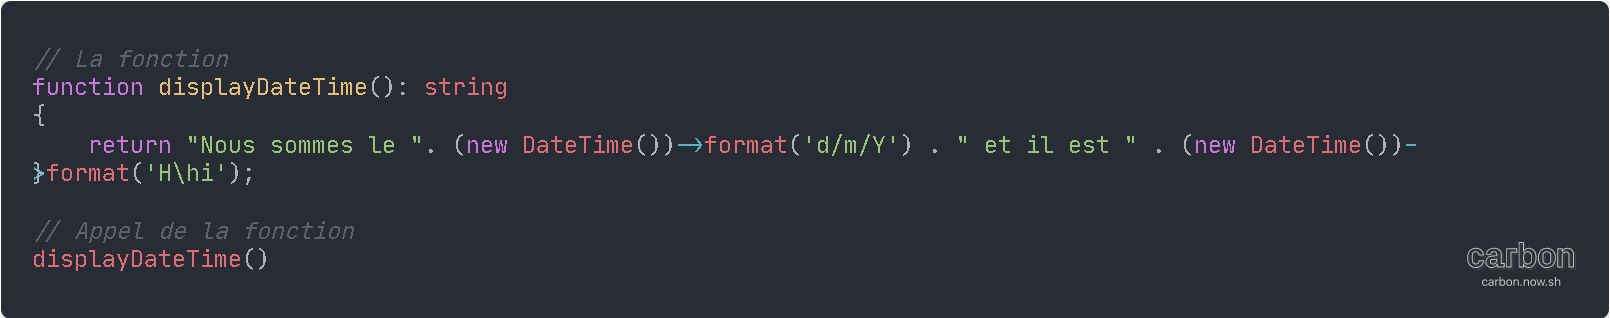 // La fonction
function displayDateTime(): string
{
    return "Nous sommes le ". (new DateTime())->format('d/m/Y') . " et il est " . (new DateTime())-
>format('H\hi');
}
// Appel de la fonction
displayDateTime()
carbon
carbon.now.sh